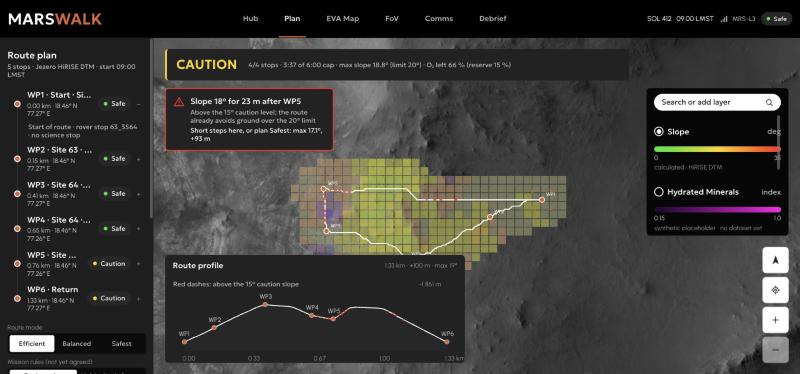 MARSWALK
Hub
Plan
EVA Map
FoV
Comms
Debrief
SOL 412 · 09:00 LMST
MRS-L3
Safe
Route plan
5 stops · Jezero HiRISE DTM · start 09:00
LMST
WP1 · Start · Si...
0.00 km · 18.46° N
77.27° E
Safe
Start of route · rover stop 63_3564
· no science stop
WP2 · Site 63 · ...
0.15 km · 18.46° N
77.27° E
Safe
WP3 · Site 64 · ...
0.41 km · 18.46° N
77.27° E
Safe
WP4 · Site 64 · ...
0.65 km · 18.46° N
77.26° E
Safe
WP5 · Site ...
0.76 km · 18.46° N
77.26° E
Caution
WP6 · Return
1.33 km · 18.46° N
77.27° E
Caution
Route mode
Efficient
Balanced
Safest
Mission rules (not yet agreed)
CAUTION
4/4 stops · 3:37 of 6:00 cap · max slope 18.8° (limit 20°) · O₂ left 66 % (reserve 15 %)
Slope 18° for 23 m after WP5
Above the 15° caution level; the route
already avoids ground over the 20° limit
Short steps here, or plan Safest: max 17.1°,
+93 m
WP1
Search or add layer
Slope
deg
0
35
calculated · HiRISE DTM
Hydrated Minerals
index
0.15
1.0
synthetic placeholder · no dataset yet
Route profile
1.33 km · +100 m · max 19°
Red dashes: above the 15° caution slope
WP1
WP2
WP3
WP4
WP5
WP6
0.00
0.33
0.67
1.00
1.33 km